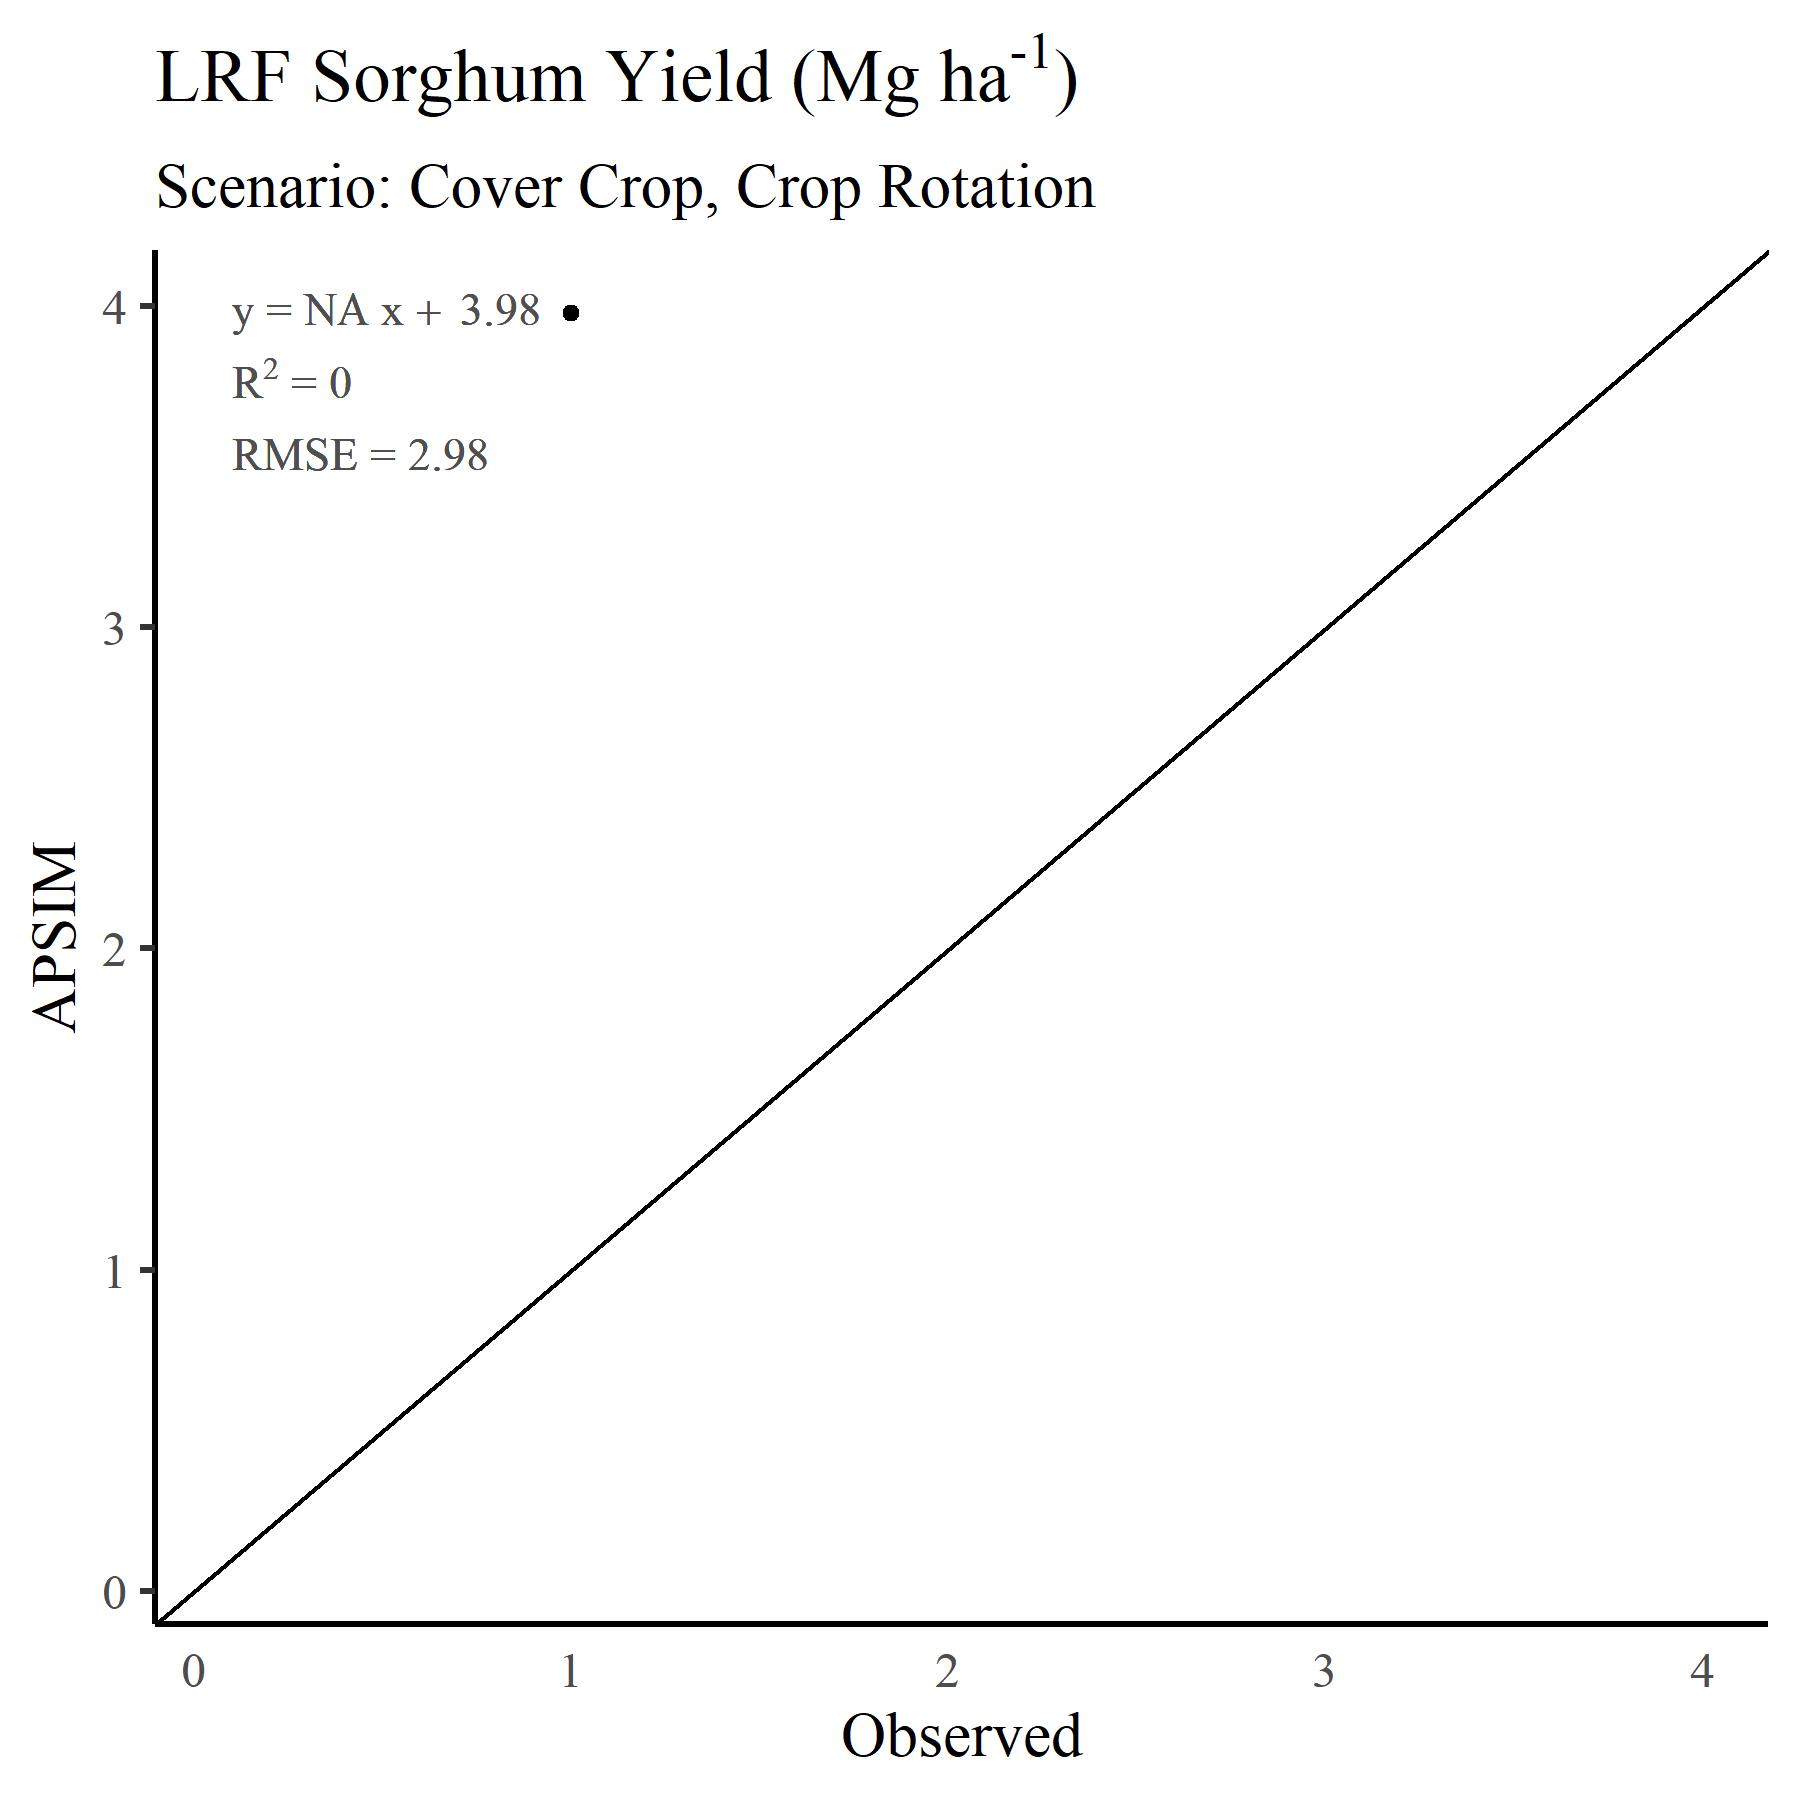 LRF Sorghum Yield (Mg ha⁻¹)
Scenario: Cover Crop, Crop Rotation
y = NA x + 3.98
R² = 0
RMSE = 2.98
4
3
2
1
0
APSIM
0 1 2 3 4
Observed